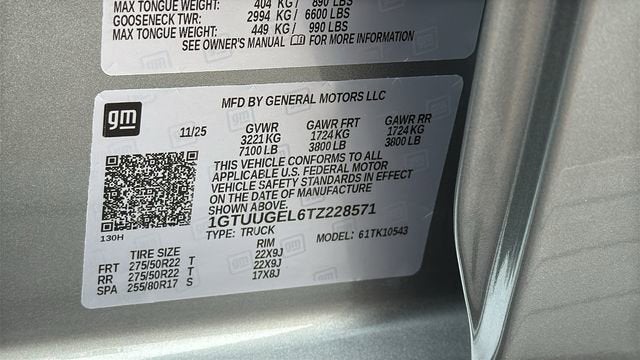 MAX TONGUE WEIGHT: 404 KG / 890 LBS
GOOSENECK TWR: 2994 KG / 6600 LBS
MAX TONGUE WEIGHT: 449 KG / 990 LBS
SEE OWNER'S MANUAL FOR MORE INFORMATION
gm
MFD BY GENERAL MOTORS LLC
11/25 GVWR GAWR FRT GAWR RR
3221 KG 1724 KG 1724 KG
7100 LB 3800 LB 3800 LB
THIS VEHICLE CONFORMS TO ALL
APPLICABLE U.S. FEDERAL MOTOR
VEHICLE SAFETY STANDARDS IN EFFECT
ON THE DATE OF MANUFACTURE
SHOWN ABOVE.
1GTUUGEL6TZ228571
130H
TYPE: TRUCK MODEL: 61TK10543
TIRE SIZE RIM
FRT 275/50R22 T 22X9J
RR 275/50R22 T 22X9J
SPA 255/80R17 S 17X8J